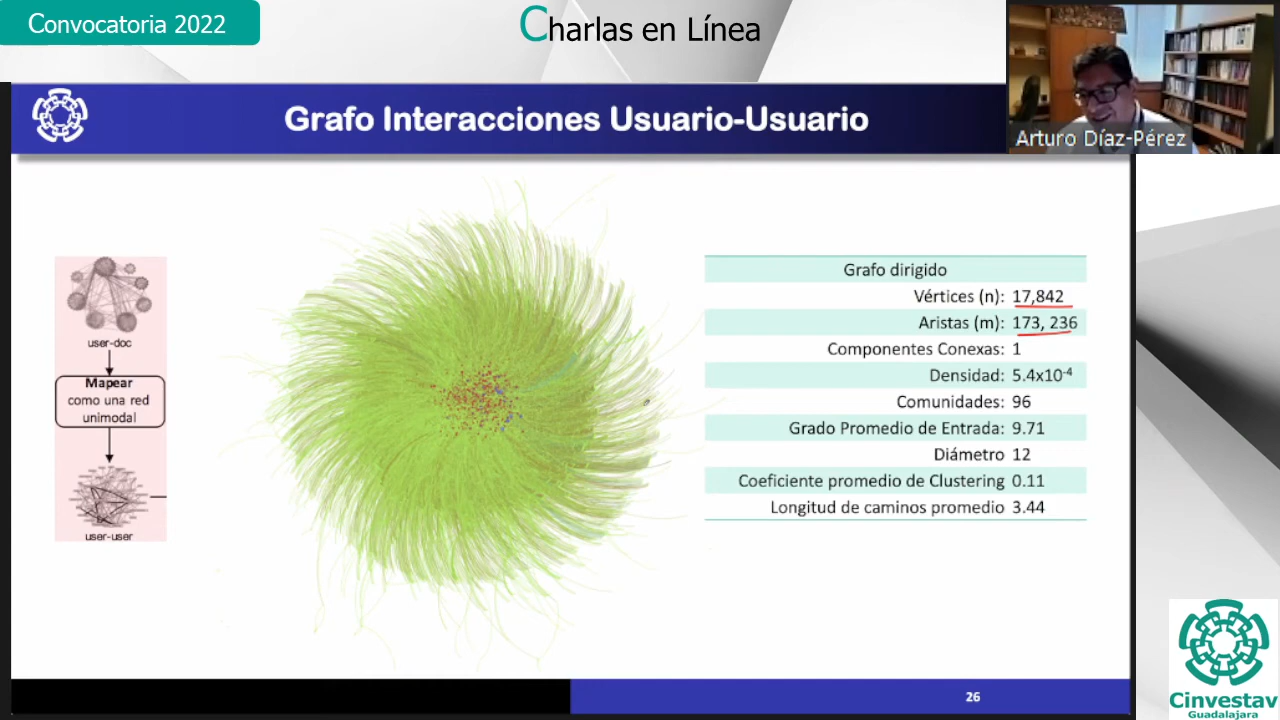 Convocatoria 2022
Charlas en Línea
Arturo Díaz-Pérez
Grafo Interacciones Usuario-Usuario
user-doc
Mapear
como una red
unimodal
user-user
Grafo dirigido
Vértices (n): 17,842
Aristas (m): 173, 236
Componentes Conexas: 1
Densidad: 5.4x10⁻⁴
Comunidades: 96
Grado Promedio de Entrada: 9.71
Diámetro 12
Coeficiente promedio de Clustering 0.11
Longitud de caminos promedio 3.44
26
Cinvestav
Guadalajara